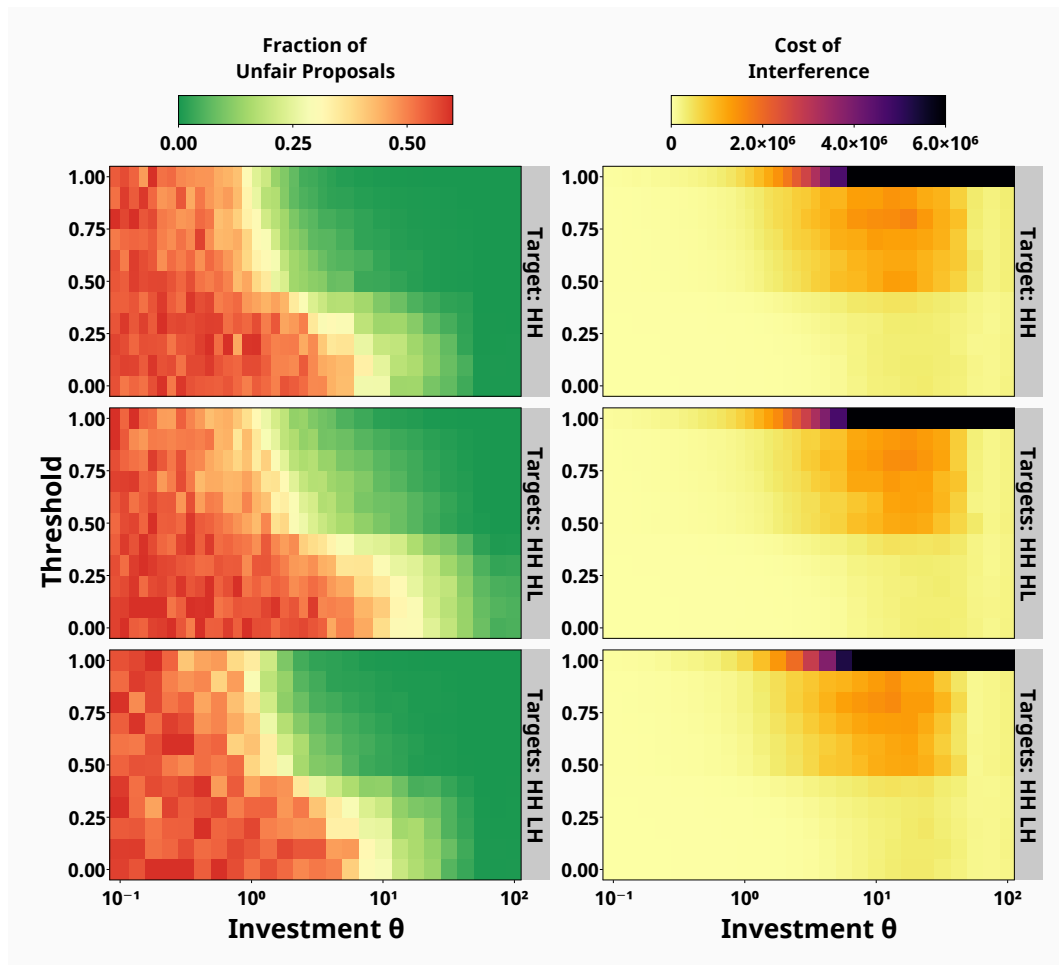 Fraction of
Unfair Proposals
0.00 0.25 0.50
Cost of
Interference
0 2.0×10⁶ 4.0×10⁶ 6.0×10⁶
Threshold
1.00
0.75
0.50
0.25
0.00
Target: HH
1.00
0.75
0.50
0.25
0.00
Target: HH
1.00
0.75
0.50
0.25
0.00
Targets: HH HL
1.00
0.75
0.50
0.25
0.00
Targets: HH HL
1.00
0.75
0.50
0.25
0.00
Targets: HH LH
1.00
0.75
0.50
0.25
0.00
Targets: HH LH
10⁻¹ 10⁰ 10¹ 10²
Investment θ
10⁻¹ 10⁰ 10¹ 10²
Investment θ